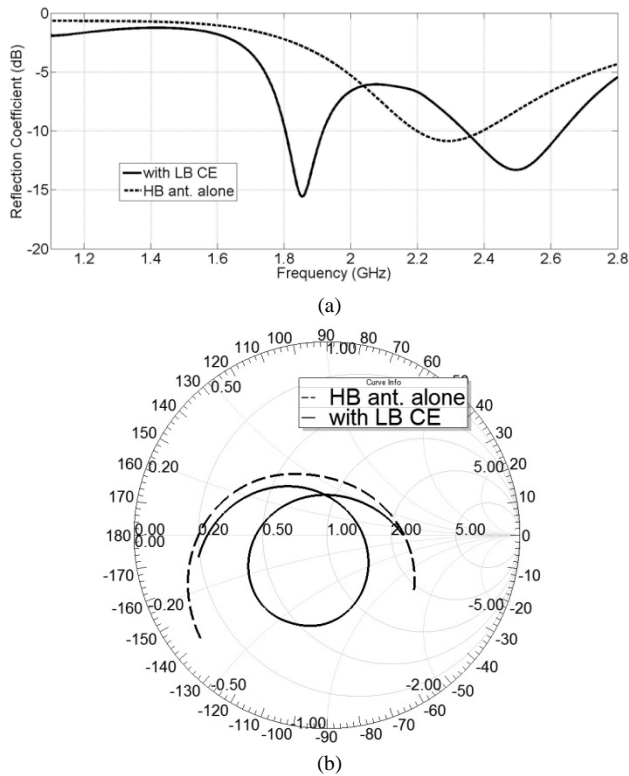 0
-5
-10
-15
-20
Reflection Coefficient (dB)
with LB CE
HB ant. alone
1.2 1.4 1.6 1.8 2 2.2 2.4 2.6 2.8
Frequency (GHz)
(a)
90
100 80
110 70
120 60
130
140 40
150 30
160 20
170 10
180 0
-170 -10
-160 -20
-150 -30
-140 -40
-130 -50
-120 -60
-110 -70
-100 -80
-90
1.00
0.50
0.20 5.00
0.00 0.20 0.50 1.00 2.00 5.00
0.00
-0.20 -5.00
-0.50 -2.00
-1.00
Curve Info
HB ant. alone
with LB CE
(b)